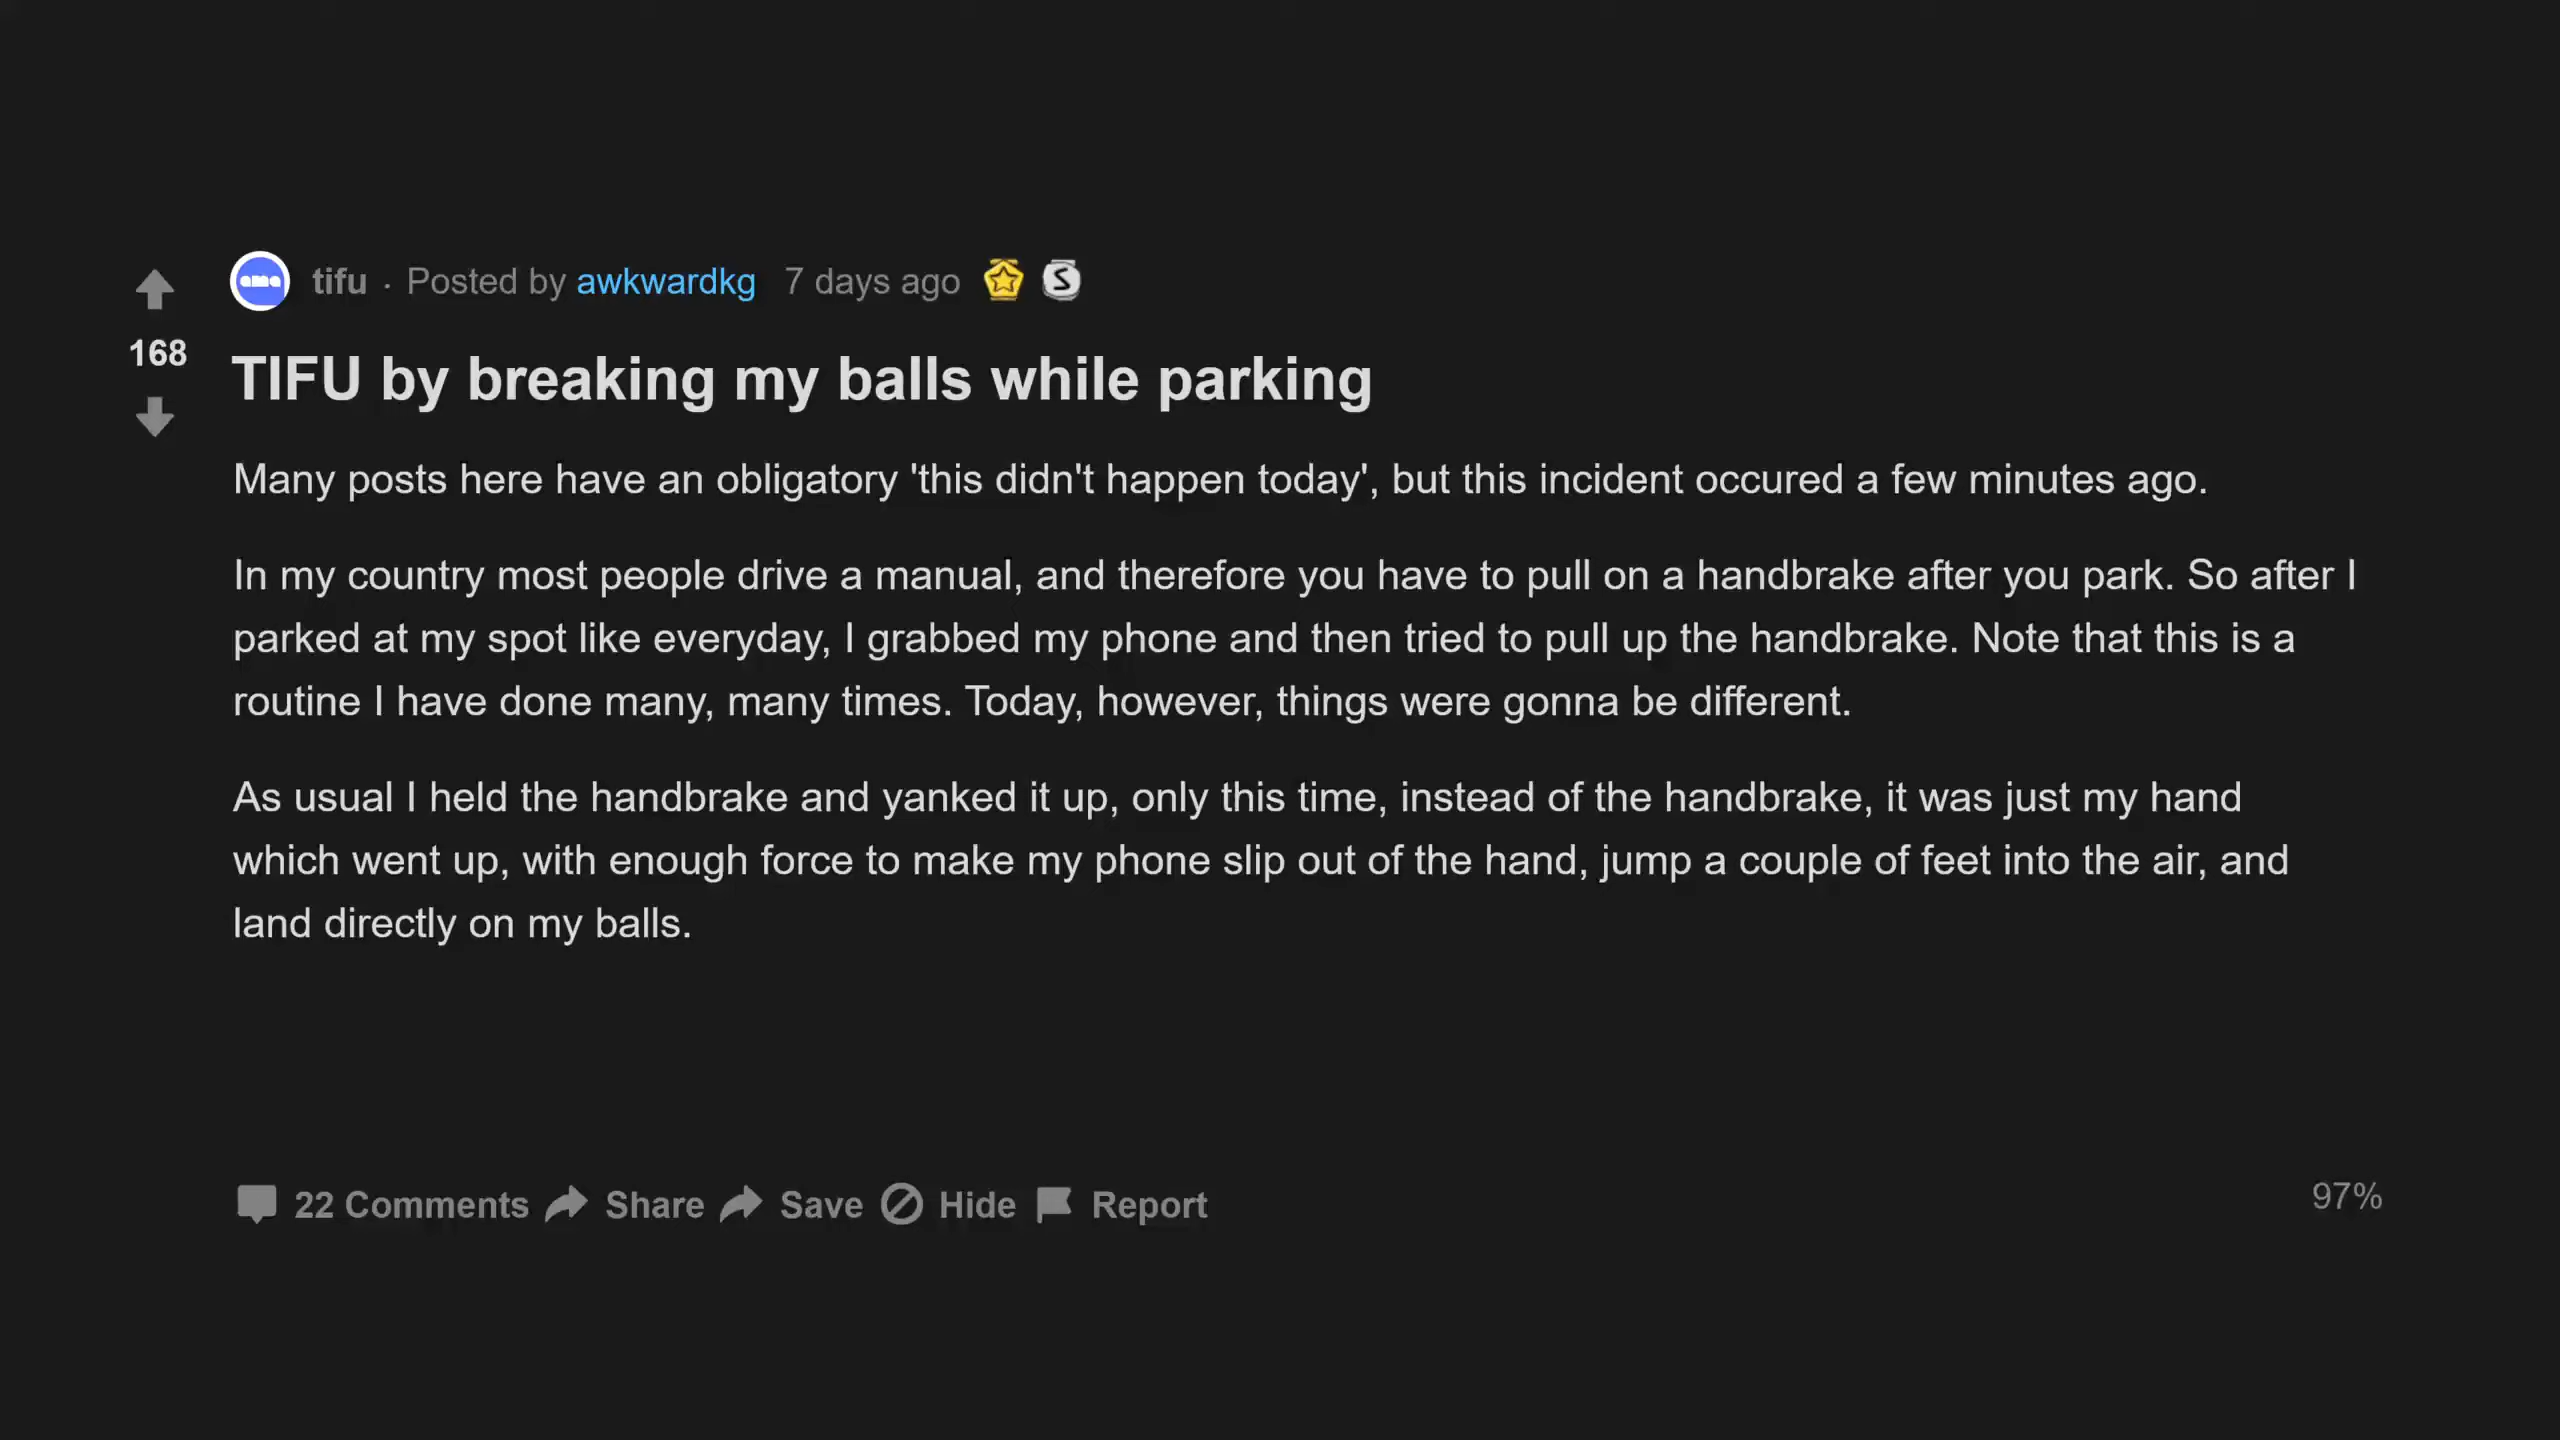 ama tifu · Posted by awkwardkg 7 days ago S
168
TIFU by breaking my balls while parking
Many posts here have an obligatory 'this didn't happen today', but this incident occured a few minutes ago.
In my country most people drive a manual, and therefore you have to pull on a handbrake after you park. So after I
parked at my spot like everyday, I grabbed my phone and then tried to pull up the handbrake. Note that this is a
routine I have done many, many times. Today, however, things were gonna be different.
As usual I held the handbrake and yanked it up, only this time, instead of the handbrake, it was just my hand
which went up, with enough force to make my phone slip out of the hand, jump a couple of feet into the air, and
land directly on my balls.
22 Comments Share Save Hide Report 97%